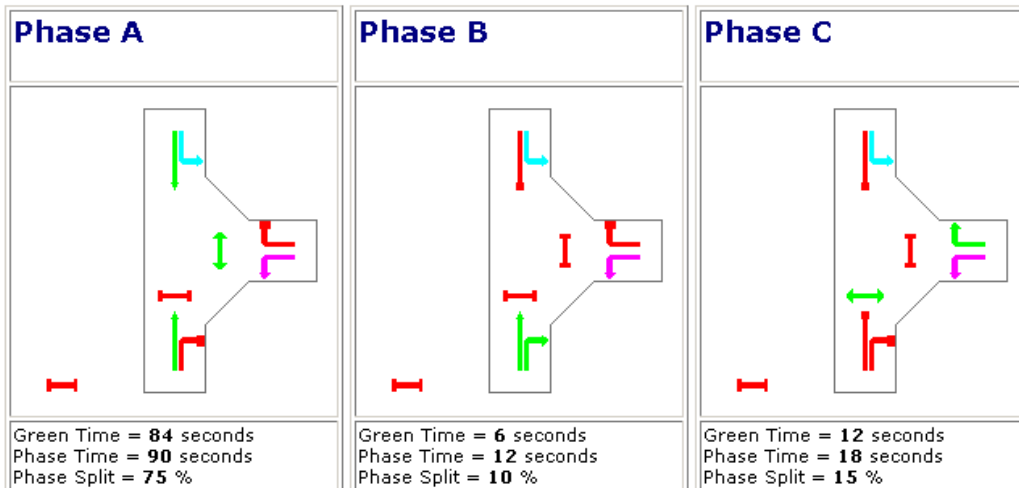 Phase A
Green Time = 84 seconds
Phase Time = 90 seconds
Phase Split = 75 %
Phase B
Green Time = 6 seconds
Phase Time = 12 seconds
Phase Split = 10 %
Phase C
Green Time = 12 seconds
Phase Time = 18 seconds
Phase Split = 15 %